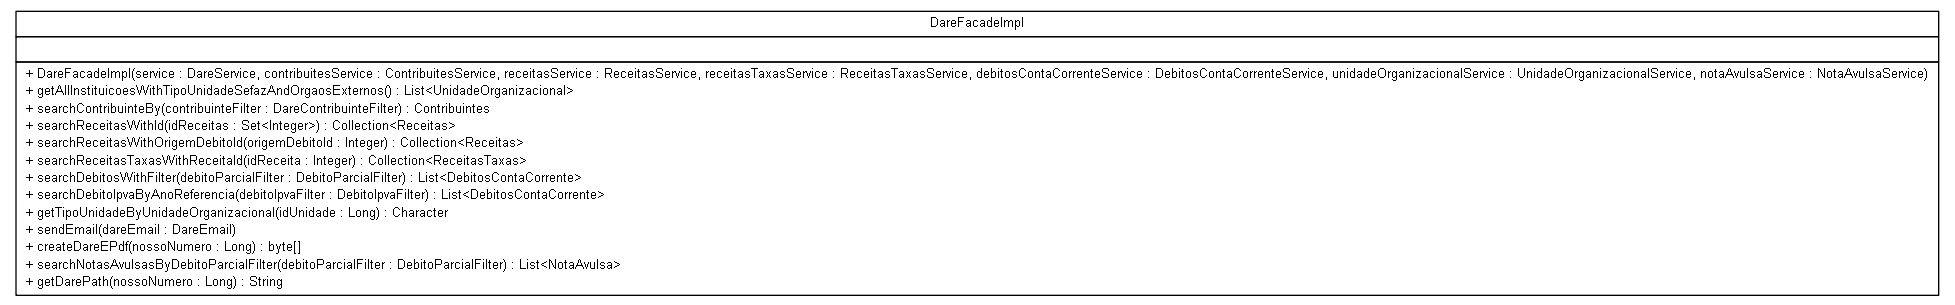 DareFacadeImpl
+ DareFacadeImpl(service : DareService, contribuitesService : ContribuitesService, receitasService : ReceitasService, receitasTaxasService : ReceitasTaxasService, debitosContaCorrenteService : DebitosContaCorrenteService, unidadeOrganizacionalService : UnidadeOrganizacionalService, notaAvulsaService : NotaAvulsaService)
+ getAllInstituicoesWithTipoUnidadeSefazAndOrgaosExternos() : List<UnidadeOrganizacional>
+ searchContribuinteBy(contribuinteFilter : DareContribuinteFilter) : Contribuintes
+ searchReceitasWithId(idReceitas : Set<Integer>) : Collection<Receitas>
+ searchReceitasWithOrigemDebitoId(origemDebitoId : Integer) : Collection<Receitas>
+ searchReceitasTaxasWithReceitaId(idReceita : Integer) : Collection<ReceitasTaxas>
+ searchDebitosWithFilter(debitoParcialFilter : DebitoParcialFilter) : List<DebitosContaCorrente>
+ searchDebitoIpvaByAnoReferencia(debitoIpvaFilter : DebitoIpvaFilter) : List<DebitosContaCorrente>
+ getTipoUnidadeByUnidadeOrganizacional(idUnidade : Long) : Character
+ sendEmail(dareEmail : DareEmail)
+ createDareEPdf(nossoNumero : Long) : byte[]
+ searchNotasAvulsasByDebitoParcialFilter(debitoParcialFilter : DebitoParcialFilter) : List<NotaAvulsa>
+ getDarePath(nossoNumero : Long) : String